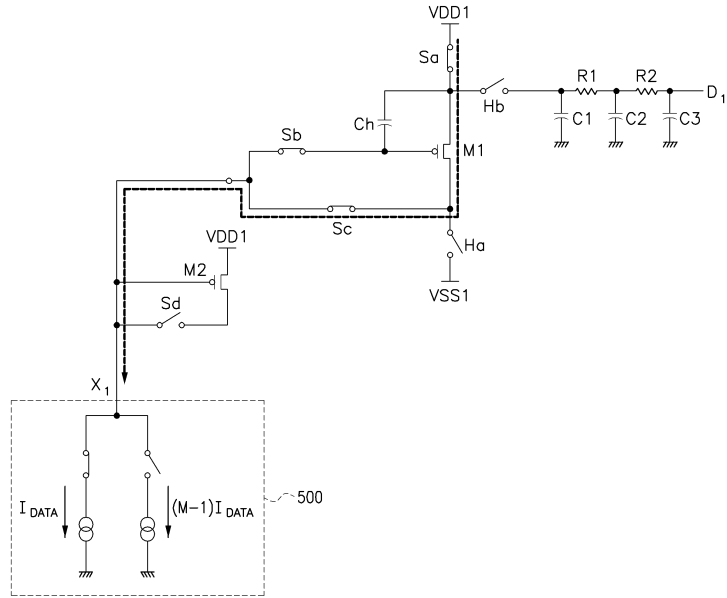 VDD1
Sa
R1
R2
D1
Hb
Ch
C1
C2
C3
Sb
M1
Sc
VDD1
Ha
M2
Sd
VSS1
X1
500
IDATA
(M-1)IDATA